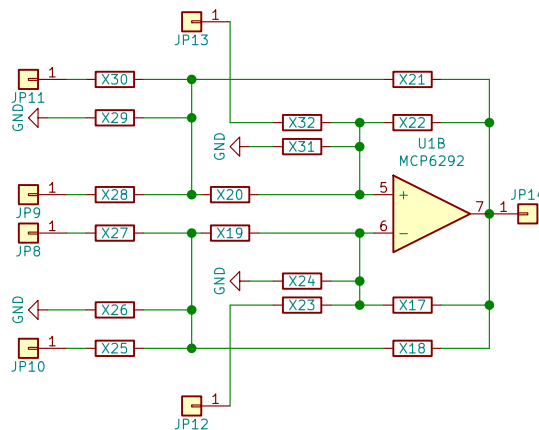 1
JP13
1
X30
X21
JP11
GND
X29
X32
X22
GND
X31
U1B
MCP6292
1
X28
X20
5
+
JP9
7
1
JP14
1
X27
X19
6
-
JP8
GND
X24
GND
X26
X23
X17
1
X25
X18
JP10
1
JP12